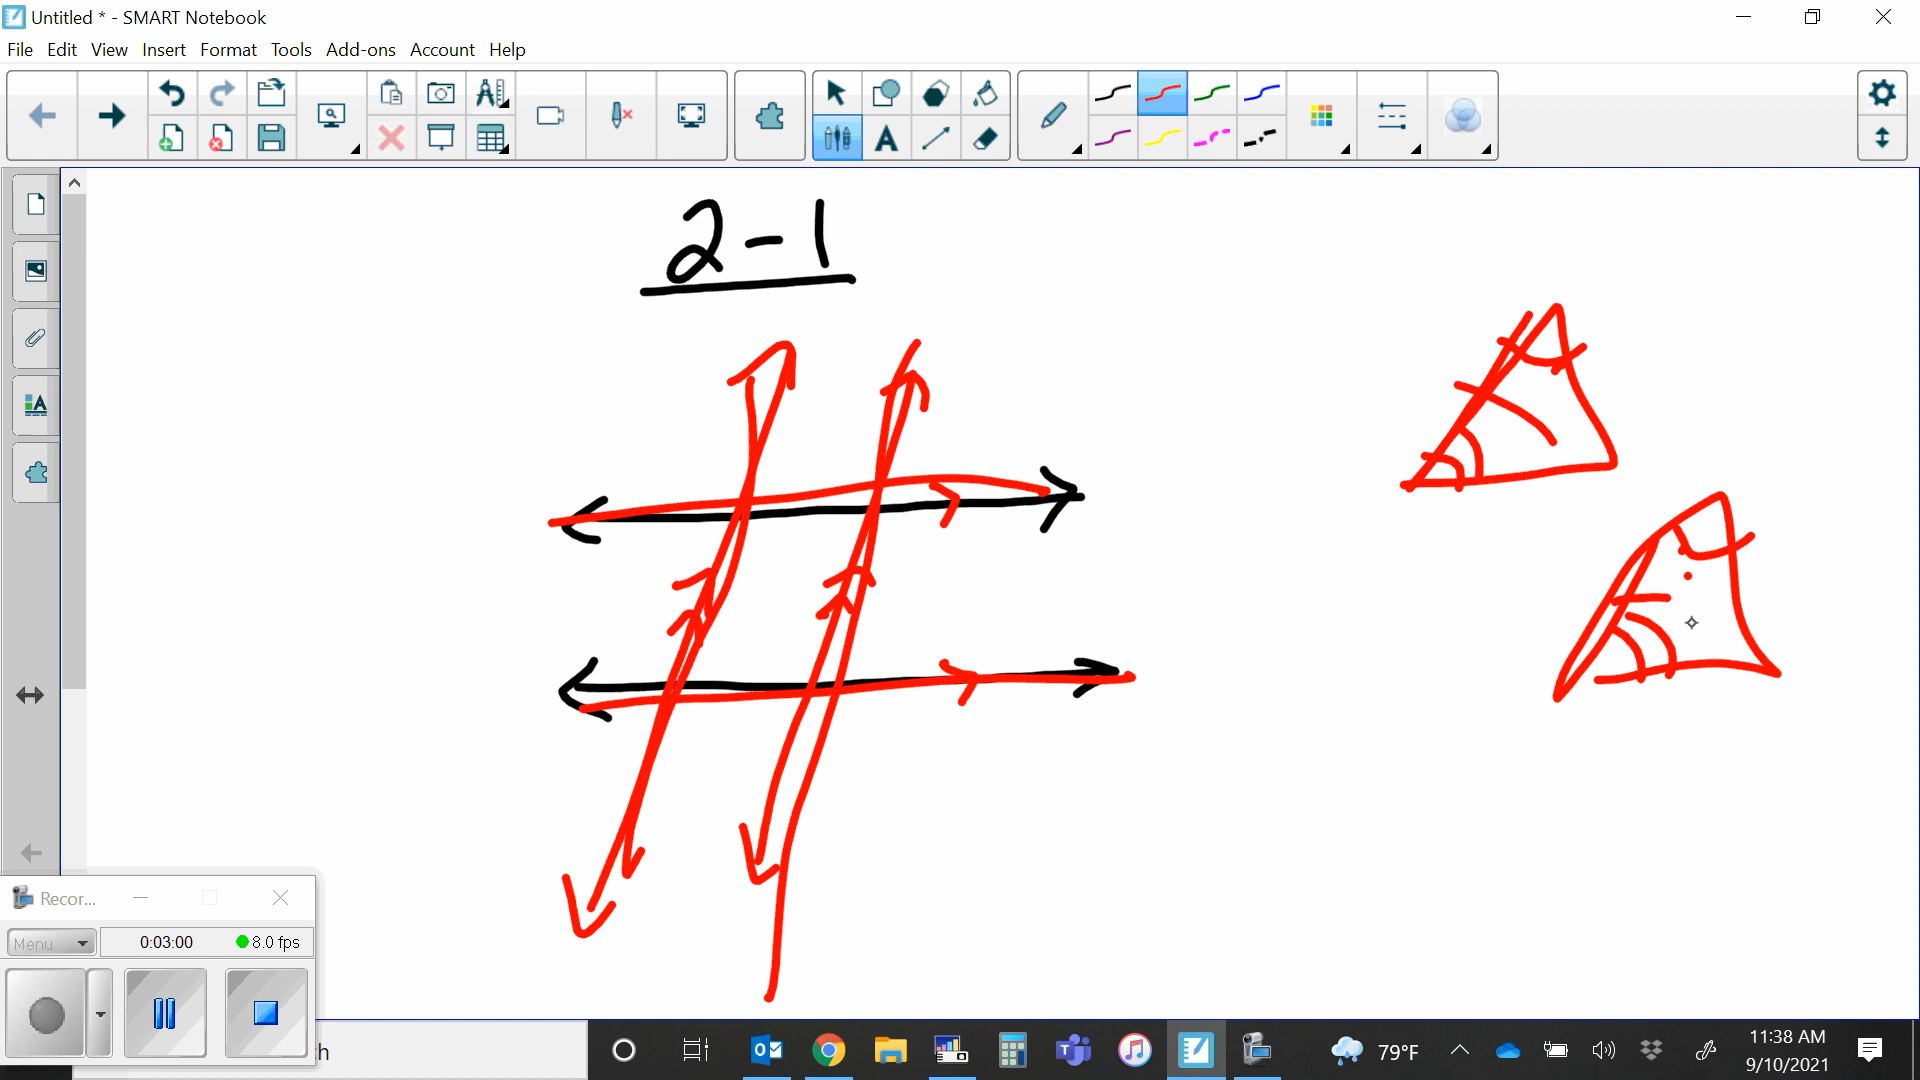 Untitled * - SMART Notebook
File Edit View Insert Format Tools Add-ons Account Help
2-1
Recor...
Menu 0:03:00 8.0 fps
h
79°F
11:38 AM
9/10/2021